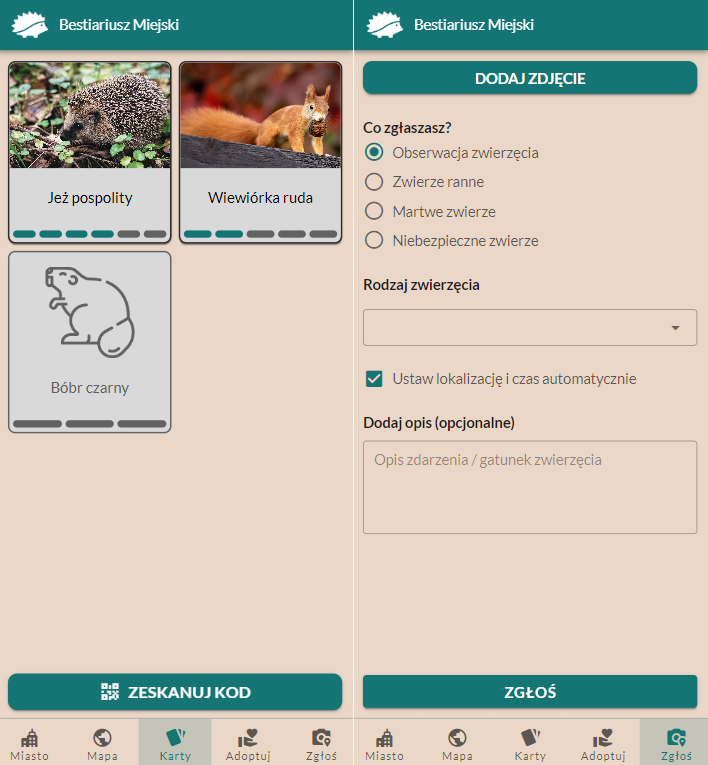 Bestiariusz Miejski
Jeż pospolity
Wiewiórka ruda
Bóbr czarny
ZESKANUJ KOD
Miasto
Mapa
Karty
Adoptuj
Zgłoś
Bestiariusz Miejski
DODAJ ZDJĘCIE
Co zgłaszasz?
Obserwacja zwierzęcia
Zwierze ranne
Martwe zwierze
Niebezpieczne zwierze
Rodzaj zwierzęcia
Ustaw lokalizację i czas automatycznie
Dodaj opis (opcjonalne)
Opis zdarzenia / gatunek zwierzęcia
ZGŁOŚ
Miasto
Mapa
Karty
Adoptuj
Zgłoś